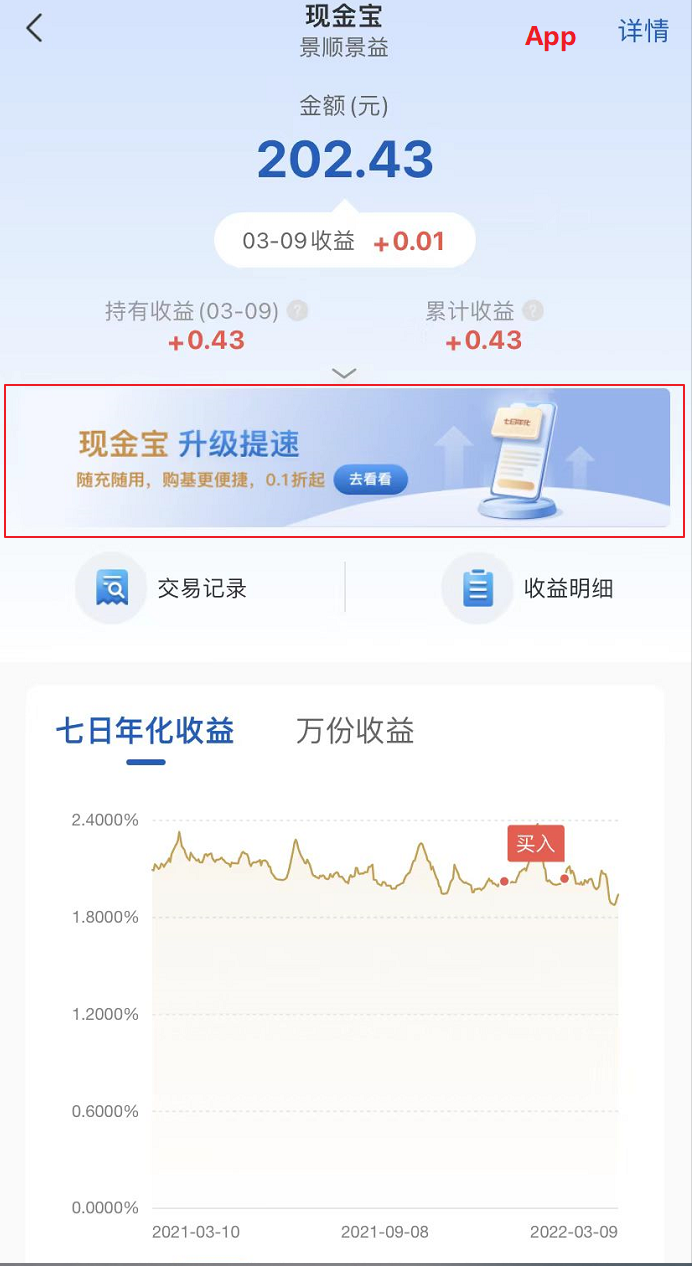 现金宝
景顺景益
App
详情
金额(元)
202.43
03-09收益 +0.01
持有收益(03-09) ?
累计收益 ?
+0.43
+0.43
现金宝 升级提速
随充随用，购基更便捷，0.1折起
去看看
七日年化
交易记录
收益明细
七日年化收益
万份收益
2.4000%
买入
1.8000%
1.2000%
0.6000%
0.0000%
2021-03-10
2021-09-08
2022-03-09